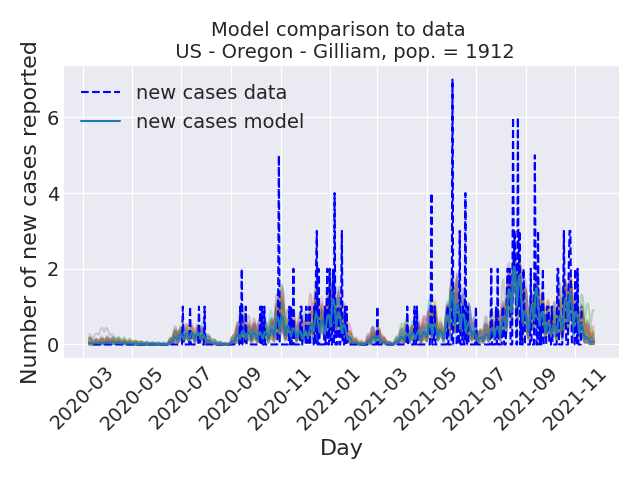 Model comparison to data
US - Oregon - Gilliam, pop. = 1912
Number of new cases reported
new cases data
new cases model
6
4
2
0
2020-03
2020-05
2020-07
2020-09
2020-11
2021-01
2021-03
2021-05
2021-07
2021-09
2021-11
Day